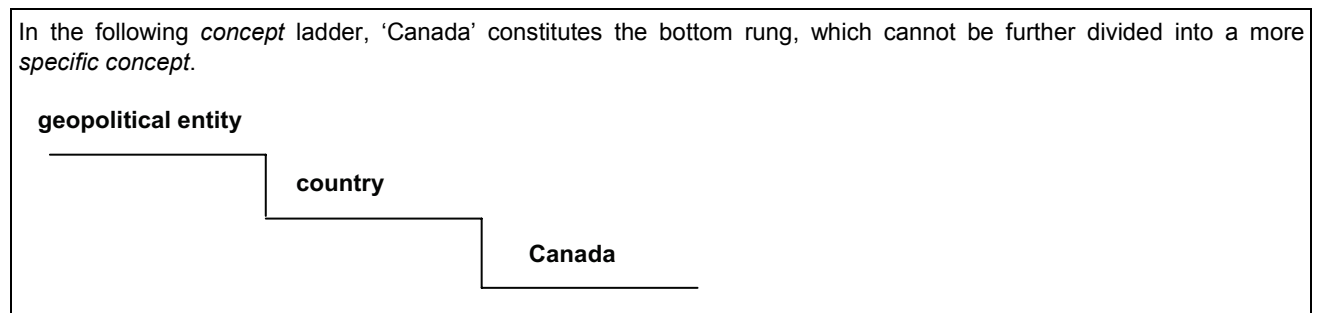 In the following concept ladder, ‘Canada’ constitutes the bottom rung, which cannot be further divided into a more
specific concept.
geopolitical entity
country
Canada